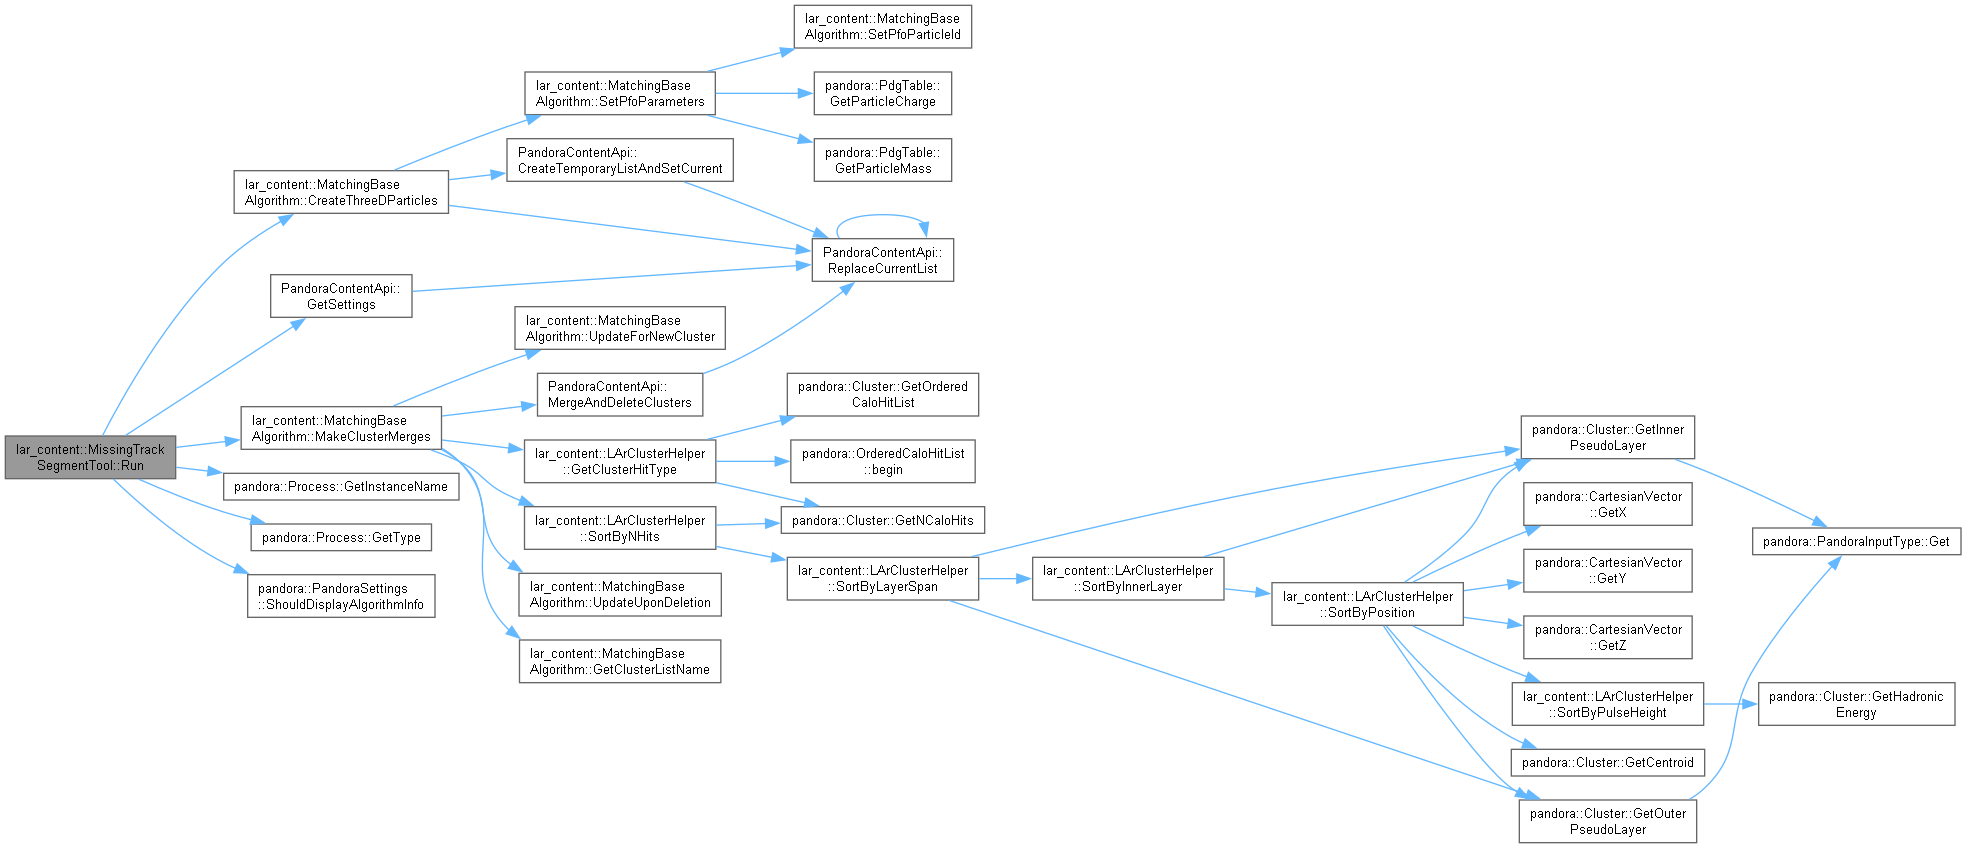 lar_content::MatchingBase
Algorithm::SetPfoParticleId
lar_content::MatchingBase
Algorithm::SetPfoParameters
pandora::PdgTable::
GetParticleCharge
PandoraContentApi::
CreateTemporaryListAndSetCurrent
pandora::PdgTable::
GetParticleMass
lar_content::MatchingBase
Algorithm::CreateThreeDParticles
PandoraContentApi::
ReplaceCurrentList
PandoraContentApi::
GetSettings
lar_content::MatchingBase
Algorithm::UpdateForNewCluster
PandoraContentApi::
MergeAndDeleteClusters
pandora::Cluster::GetOrdered
CaloHitList
lar_content::MatchingBase
Algorithm::MakeClusterMerges
lar_content::MissingTrack
SegmentTool::Run
lar_content::LArClusterHelper
::GetClusterHitType
pandora::OrderedCaloHitList
::begin
pandora::Cluster::GetInner
PseudoLayer
pandora::Process::GetInstanceName
lar_content::LArClusterHelper
::SortByNHits
pandora::Cluster::GetNCaloHits
pandora::CartesianVector
::GetX
pandora::Process::GetType
pandora::PandoraInputType::Get
pandora::PandoraSettings
::ShouldDisplayAlgorithmInfo
lar_content::MatchingBase
Algorithm::UpdateUponDeletion
lar_content::LArClusterHelper
::SortByLayerSpan
lar_content::LArClusterHelper
::SortByInnerLayer
lar_content::LArClusterHelper
::SortByPosition
pandora::CartesianVector
::GetY
pandora::CartesianVector
::GetZ
lar_content::MatchingBase
Algorithm::GetClusterListName
lar_content::LArClusterHelper
::SortByPulseHeight
pandora::Cluster::GetHadronic
Energy
pandora::Cluster::GetCentroid
pandora::Cluster::GetOuter
PseudoLayer